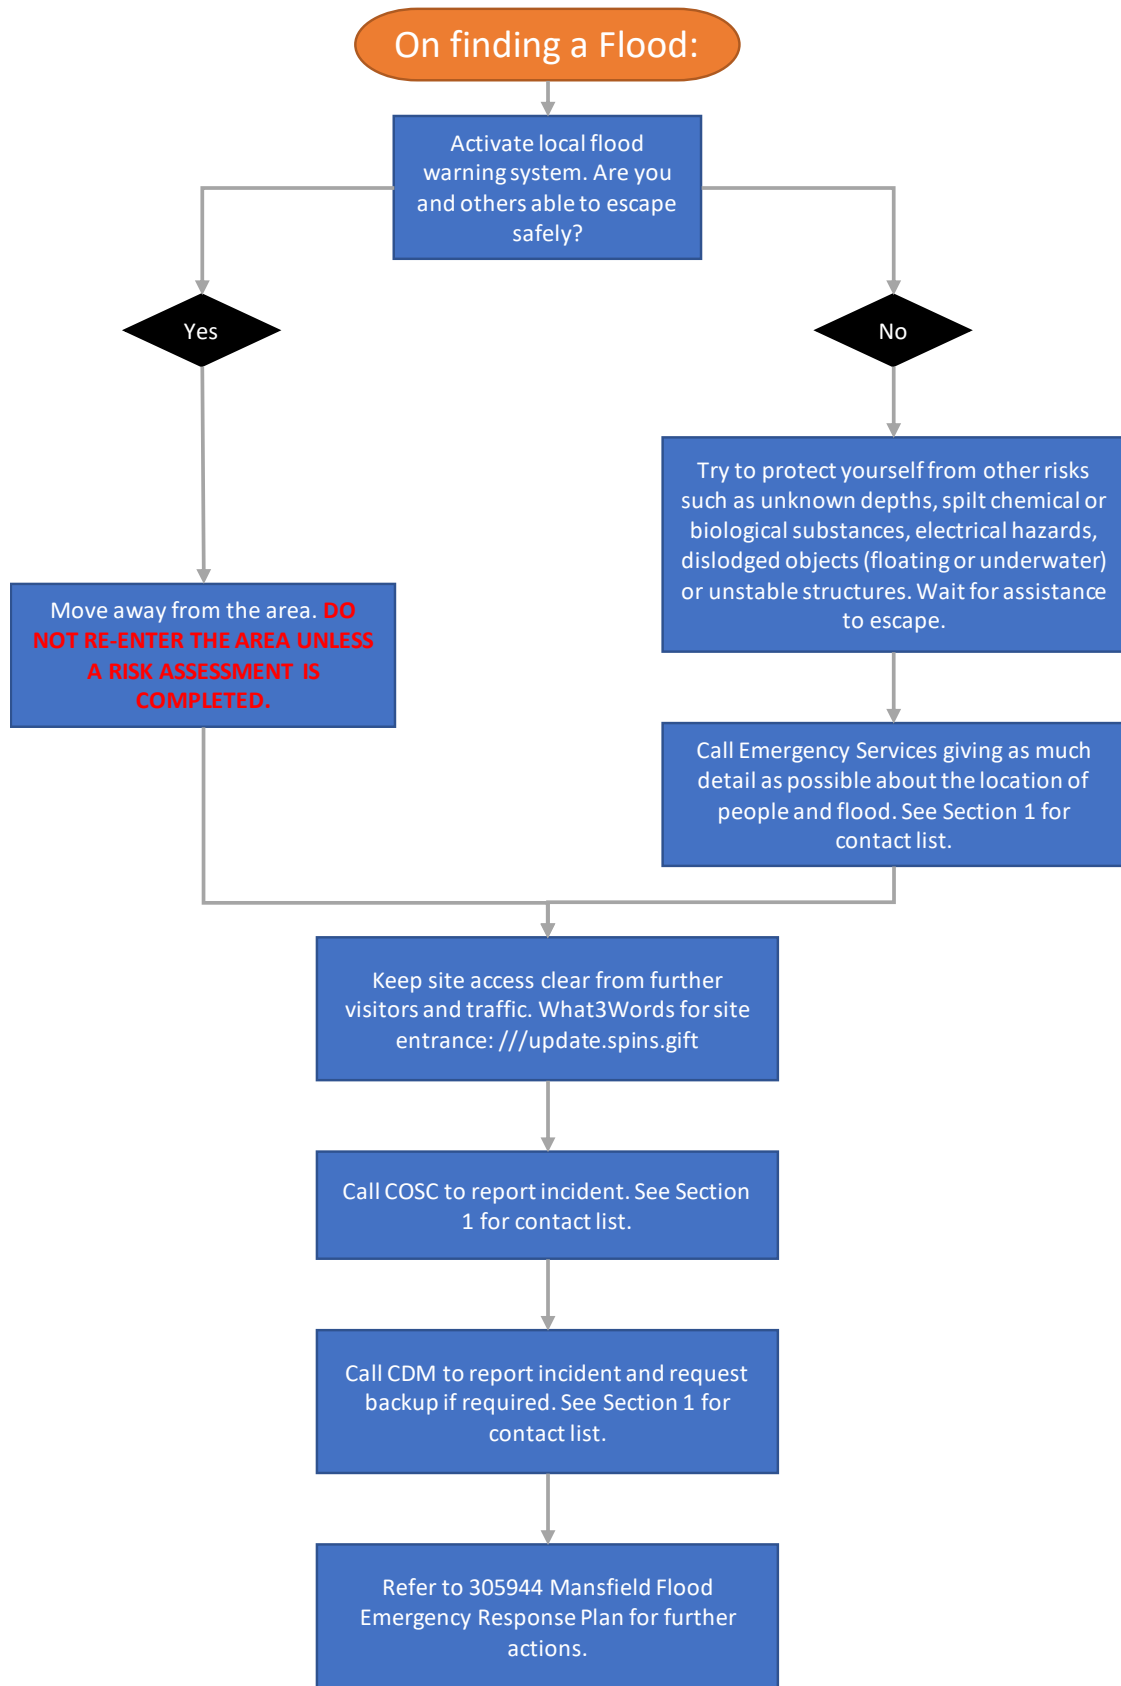 On finding a Flood:
Activate local flood
warning system. Are you
and others able to escape
safely?
Yes
No
Try to protect yourself from other risks
such as unknown depths, spilt chemical or
biological substances, electrical hazards,
dislodged objects (floating or underwater)
or unstable structures. Wait for assistance
to escape.
Move away from the area. DO
NOT RE-ENTER THE AREA UNLESS
A RISK ASSESSMENT IS
COMPLETED.
Call Emergency Services giving as much
detail as possible about the location of
people and flood. See Section 1 for
contact list.
Keep site access clear from further
visitors and traffic. What3Words for site
entrance: ///update.spins.gift
Call COSC to report incident. See Section
1 for contact list.
Call CDM to report incident and request
backup if required. See Section 1 for
contact list.
Refer to 305944 Mansfield Flood
Emergency Response Plan for further
actions.